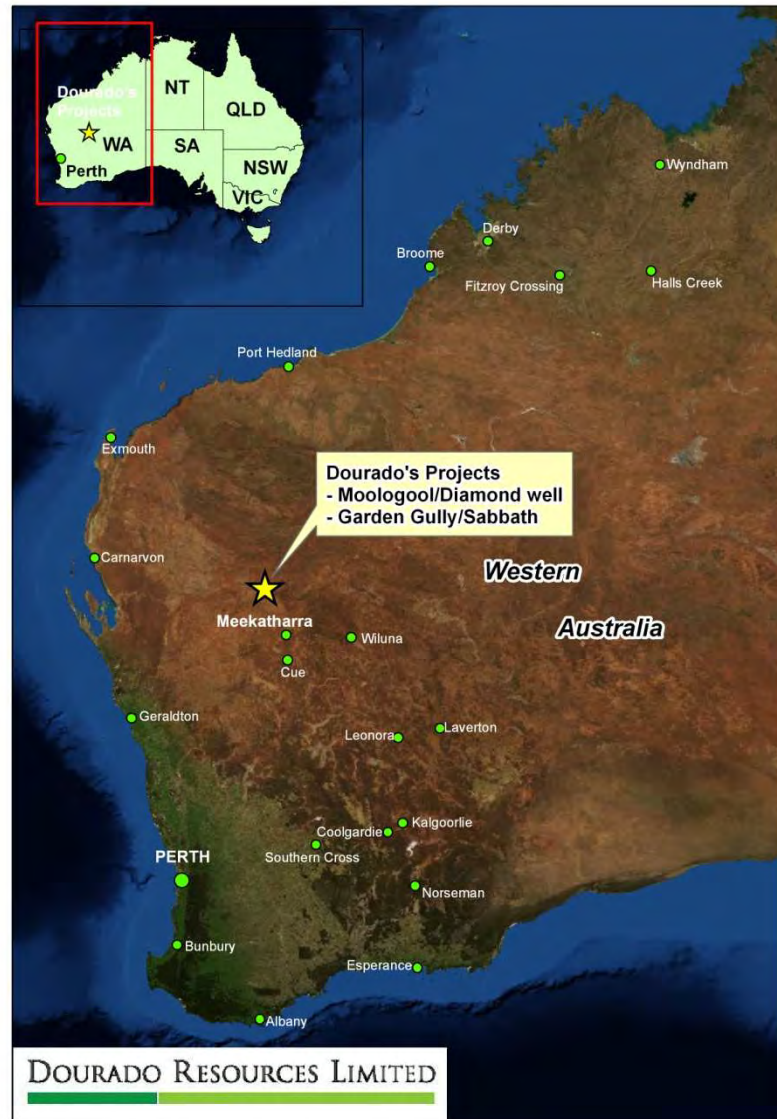 Dourado's
Projects
NT
QLD
WA
SA
Perth
NSW
VIC
Wyndham
Derby
Broome
Fitzroy Crossing
Halls Creek
Port Hedland
Exmouth
Dourado's Projects
- Moologool/Diamond well
- Garden Gully/Sabbath
Carnarvon
Western
Australia
Meekatharra
Wiluna
Cue
Geraldton
Leonora
Laverton
Kalgoorlie
Coolgardie
Southern Cross
PERTH
Norseman
Bunbury
Esperance
Albany
DOURADO RESOURCES LIMITED